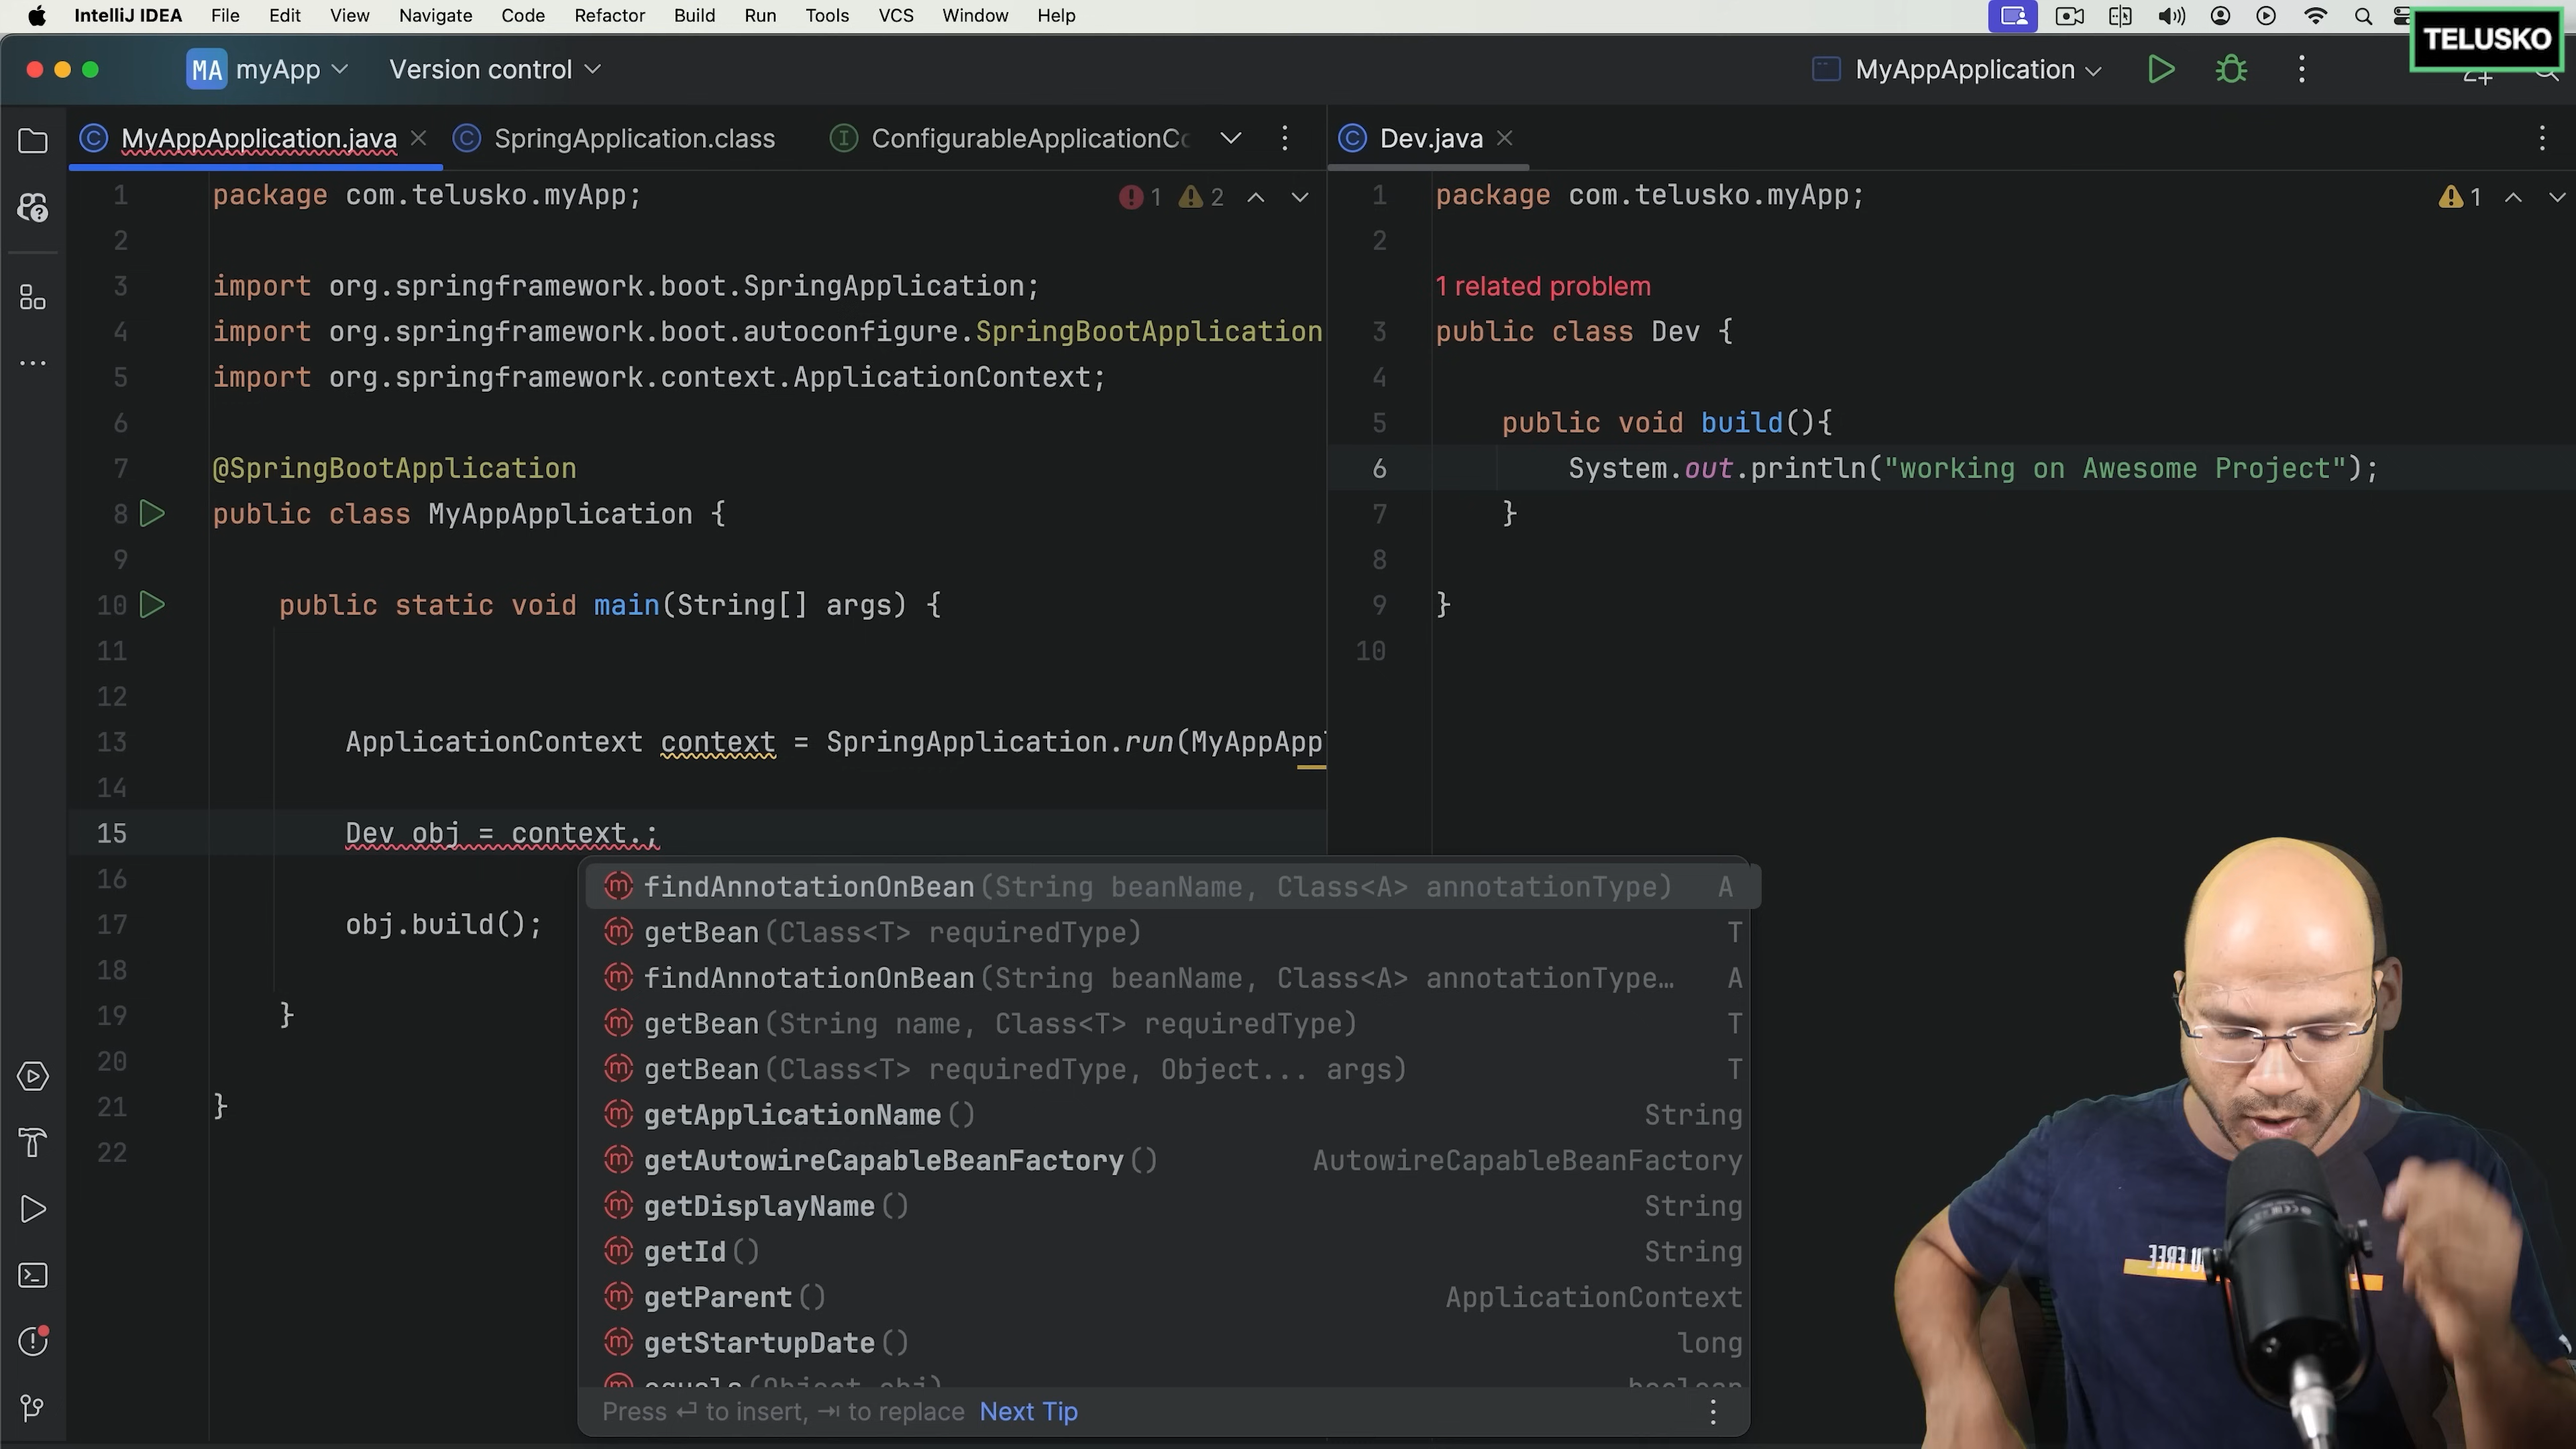 IntelliJ IDEA File Edit View Navigate Code Refactor Build Run Tools VCS Window Help
TELUSKO
MA myApp Version control MyAppApplication
MyAppApplication.java SpringApplication.class ConfigurableApplicationCo
Dev.java
1 package com.telusko.myApp; 1 2
2
3 import org.springframework.boot.SpringApplication;
4 import org.springframework.boot.autoconfigure.SpringBootApplication
5 import org.springframework.context.ApplicationContext;
6
7 @SpringBootApplication
8 public class MyAppApplication {
9
10 public static void main(String[] args) {
11
12
13 ApplicationContext context = SpringApplication.run(MyAppApp
14
15 Dev obj = context.;
16
17 obj.build();
18
19 }
20
21 }
22
findAnnotationOnBean(String beanName, Class<A> annotationType) A
getBean(Class<T> requiredType) T
findAnnotationOnBean(String beanName, Class<A> annotationType… A
getBean(String name, Class<T> requiredType) T
getBean(Class<T> requiredType, Object... args) T
getApplicationName() String
getAutowireCapableBeanFactory() AutowireCapableBeanFactory
getDisplayName() String
getId() String
getParent() ApplicationContext
getStartupDate() long
equals(Object obj) boolean
Press ↵ to insert, ⇥ to replace Next Tip
1 package com.telusko.myApp; 1
2
1 related problem
3 public class Dev {
4
5 public void build(){
6 System.out.println("working on Awesome Project");
7 }
8
9 }
10